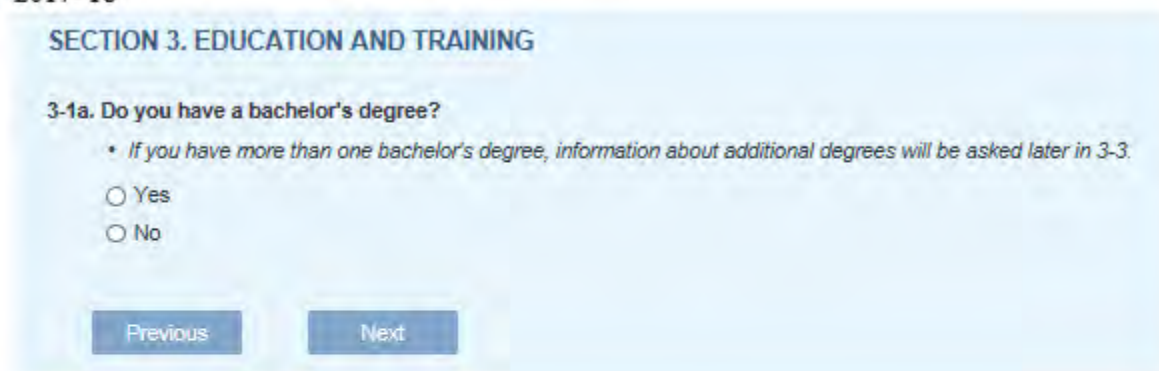 SECTION 3. EDUCATION AND TRAINING
3-1a. Do you have a bachelor's degree?
• If you have more than one bachelor's degree, information about additional degrees will be asked later in 3-3.
Yes
No
Previous Next